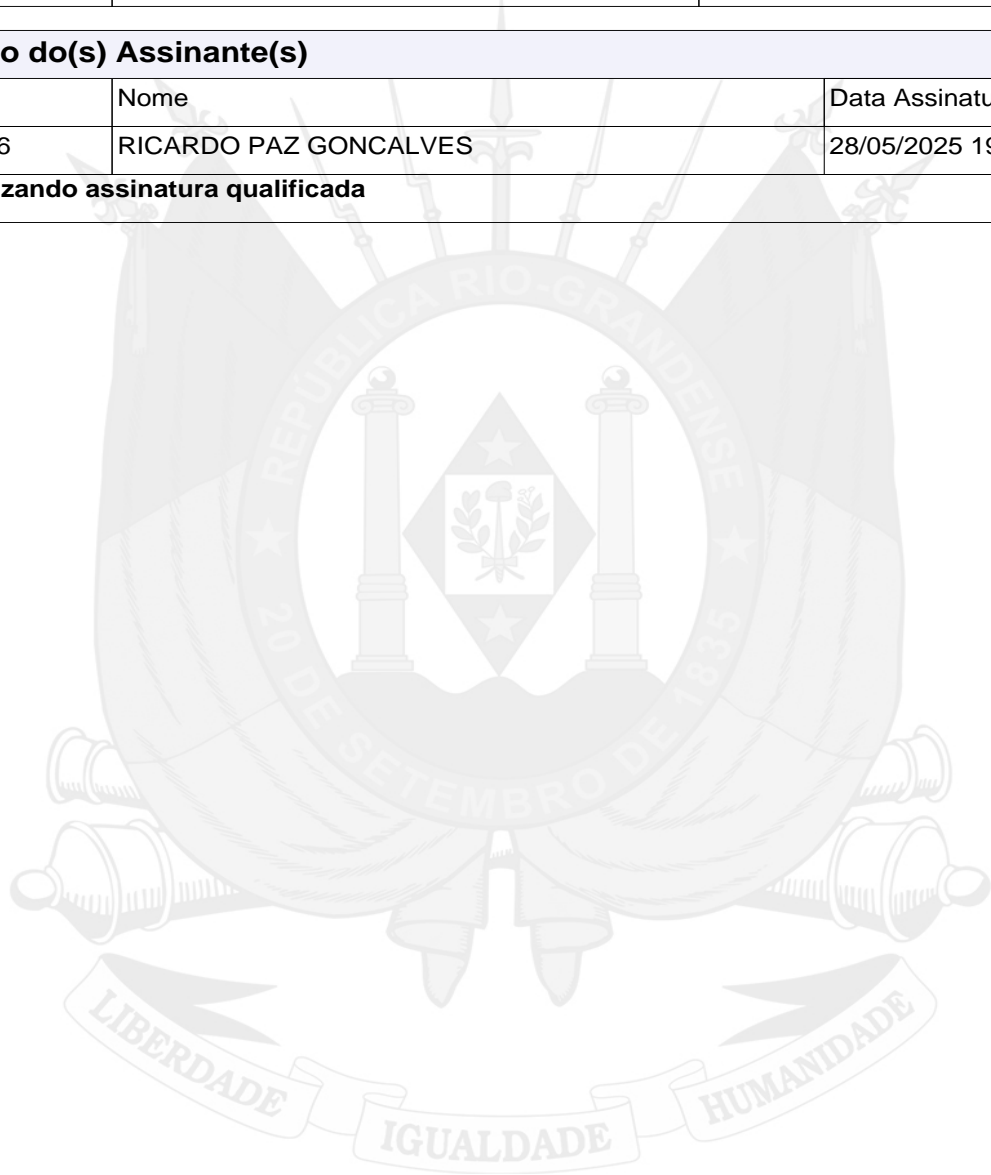 o do(s) Assinante(s)
Nome
Data Assinatu
6
RICARDO PAZ GONCALVES
28/05/2025 19
zando assinatura qualificada
REPÚBLICA RIO-GRANDENSE
20 DE SETEMBRO DE 1835
LIBERDADE
IGUALDADE
HUMANIDADE